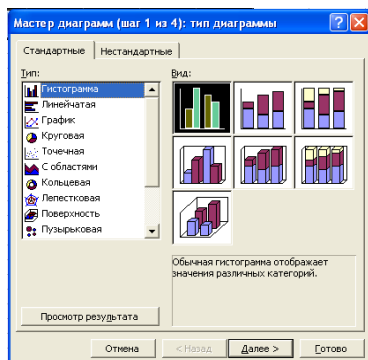 Мастер диаграмм (шаг 1 из 4): тип диаграммы
Стандартные
Нестандартные
Тип:
Вид:
Гистограмма
Линейчатая
График
Круговая
Точечная
С областями
Кольцевая
Лепестковая
Поверхность
Пузырьковая
Обычная гистограмма отображает
значения различных категорий.
Просмотр результата
Отмена
< Назад
Далее >
Готово